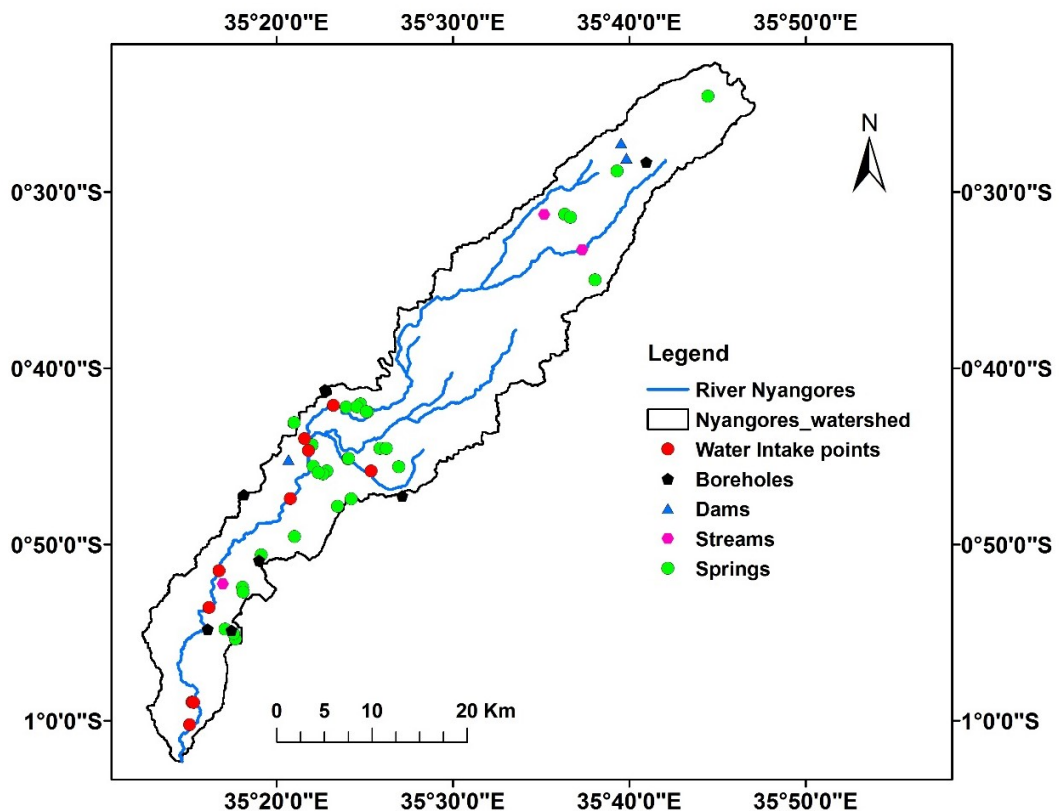 35°20'0"E 35°30'0"E 35°40'0"E 35°50'0"E
N
0°30'0"S 0°30'0"S
0°40'0"S 0°40'0"S
Legend
River Nyangores
Nyangores_watershed
Water Intake points
Boreholes
Dams
Streams
Springs
0°50'0"S 0°50'0"S
0 5 10 20 Km
1°0'0"S 1°0'0"S
35°20'0"E 35°30'0"E 35°40'0"E 35°50'0"E